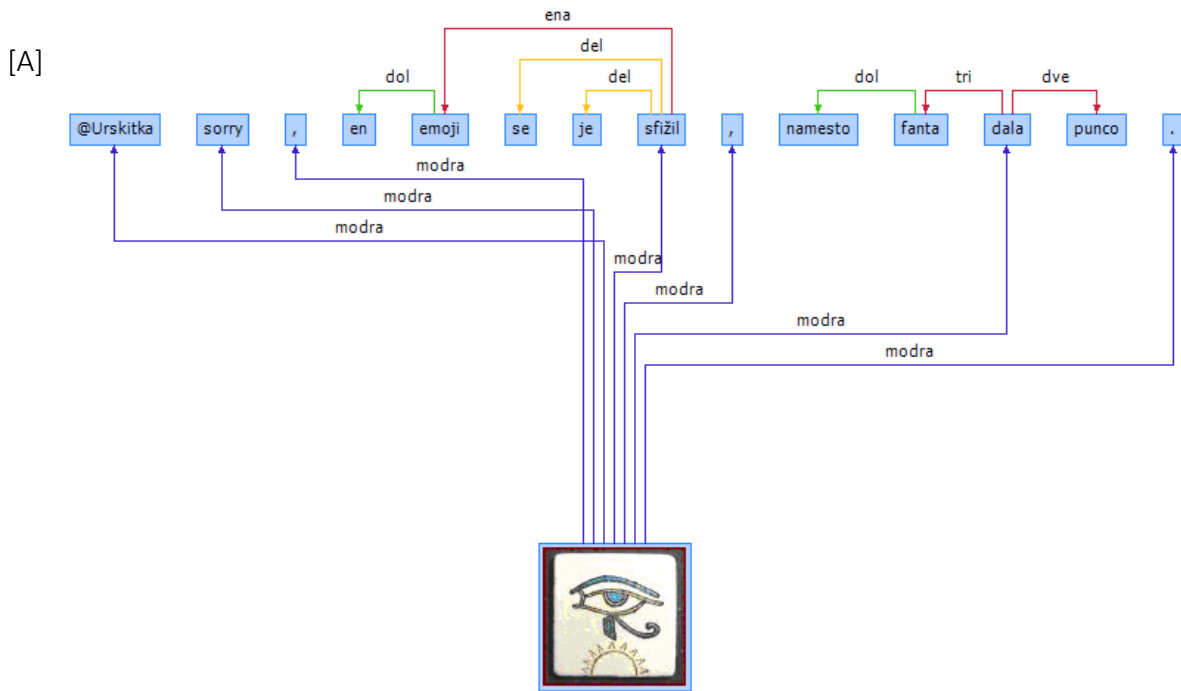 ena
del
[A]
dol del dol tri dve
@Urskitka sorry , en emoji se je sfižil , namesto fanta dala punco .
modra
modra
modra
modra
modra
modra
modra